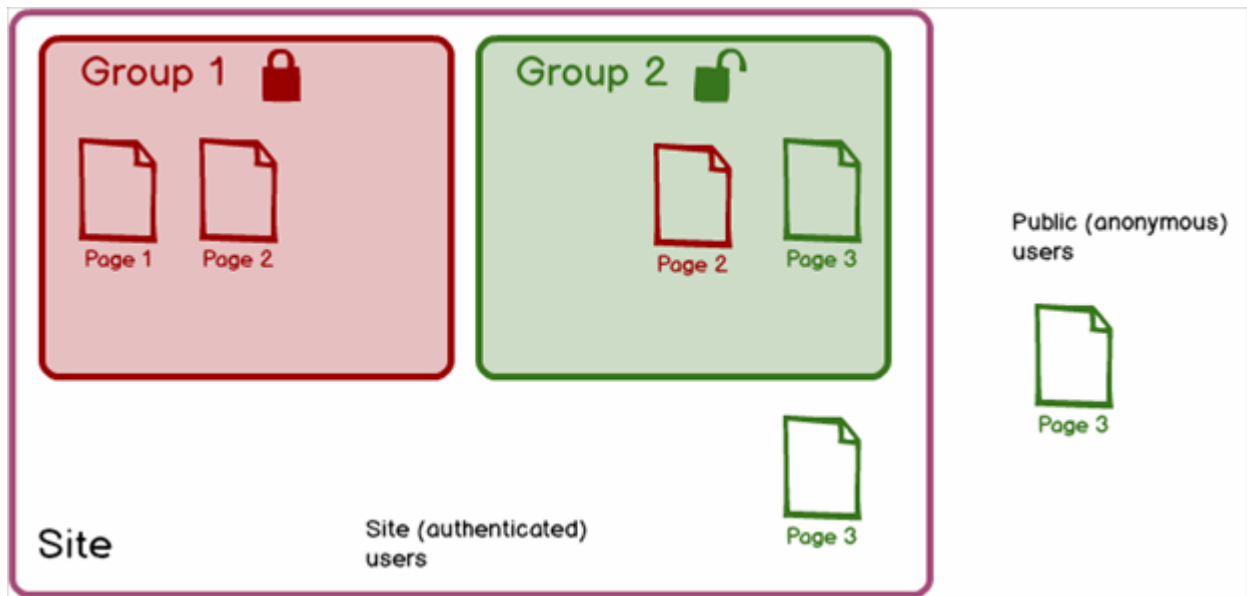 Group 1
Group 2
Page 1
Page 2
Page 2
Page 3
Public (anonymous)
users
Page 3
Site
Site (authenticated)
users
Page 3